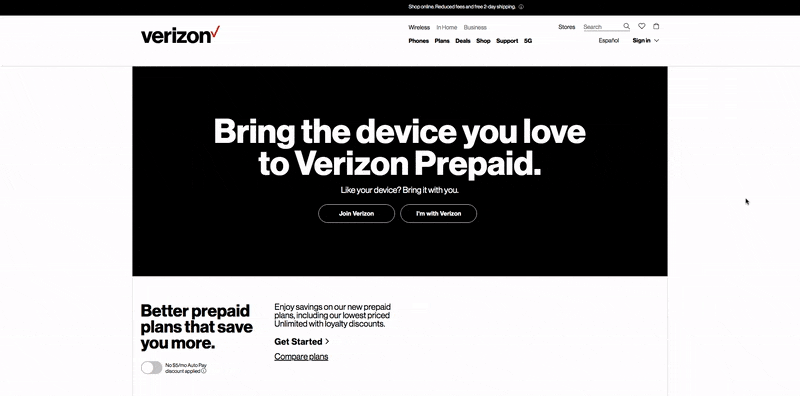 Shop online. Reduced fees and free 2-day shipping.
verizon
Wireless In Home Business
Stores Search
Phones Plans Deals Shop Support 5G
Español Sign in
Bring the device you love
to Verizon Prepaid.
Like your device? Bring it with you.
Join Verizon I'm with Verizon
Better prepaid
plans that save
you more.
No $5/mo Auto Pay
discount applied
Enjoy savings on our new prepaid
plans, including our lowest priced
Unlimited with loyalty discounts.
Get Started
Compare plans